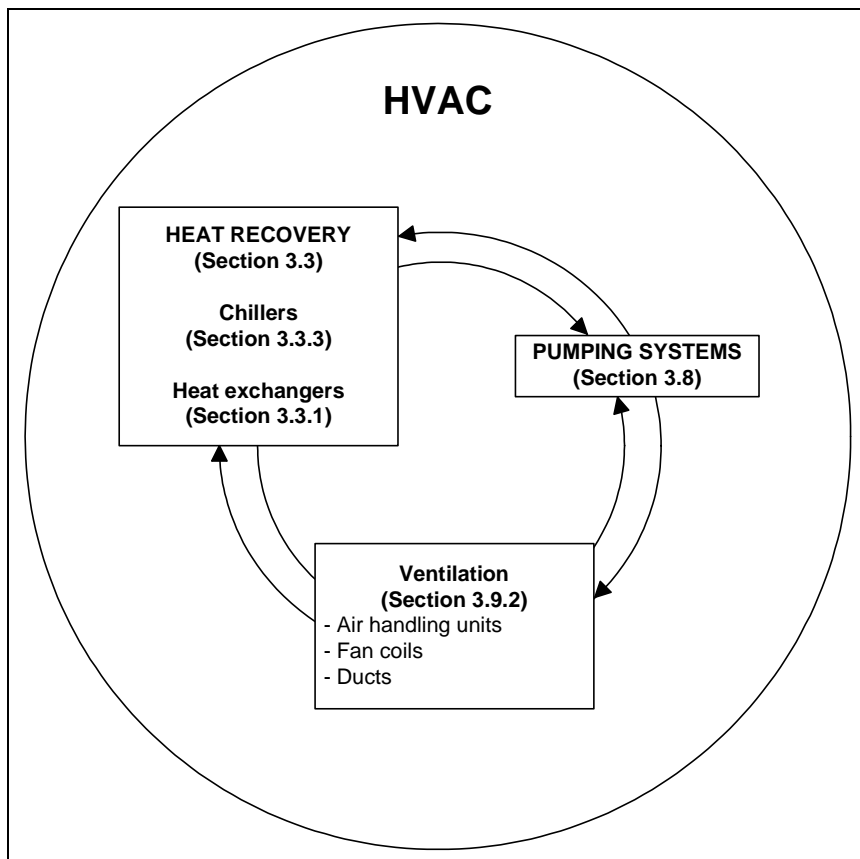 HVAC
HEAT RECOVERY
(Section 3.3)
Chillers
(Section 3.3.3)
Heat exchangers
(Section 3.3.1)
PUMPING SYSTEMS
(Section 3.8)
Ventilation
(Section 3.9.2)
- Air handling units
- Fan coils
- Ducts